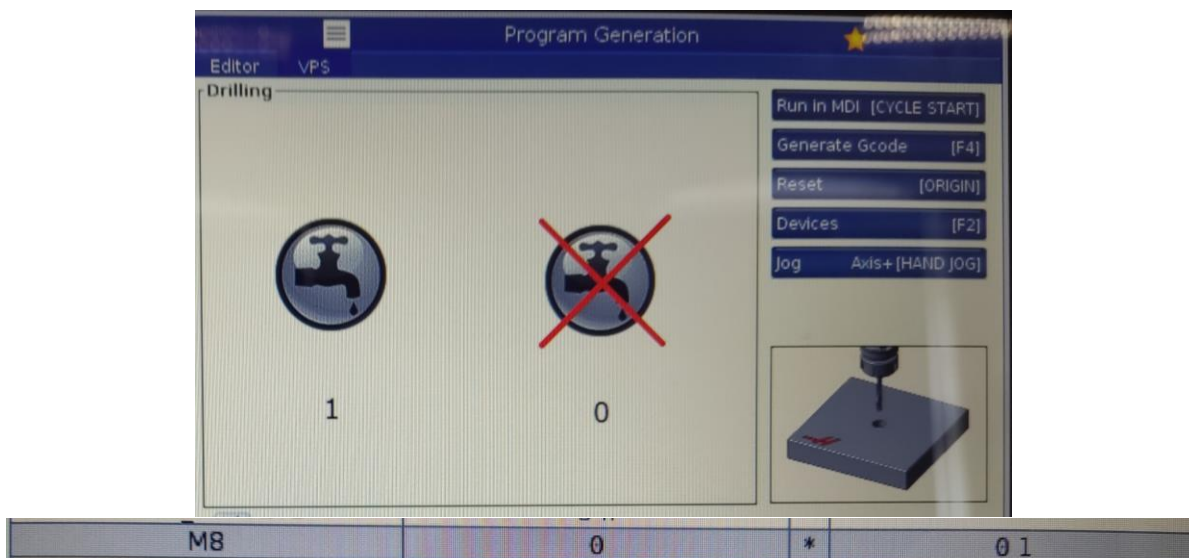 Program Generation
Editor VPS
Drilling
Run in MDI [CYCLE START]
Generate Gcode [F4]
Reset [ORIGIN]
Devices [F2]
Jog Axis+[HAND JOG]
1 0
M8 0 * 0 1